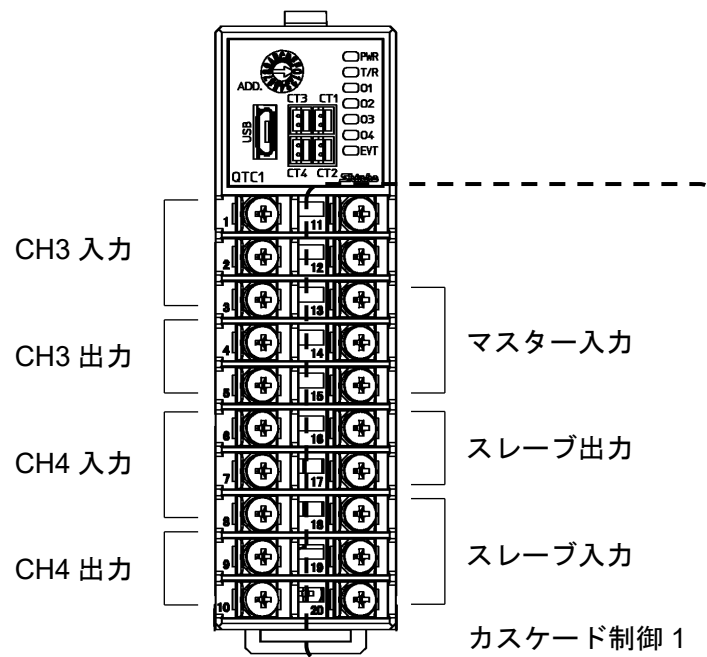 PWR
T/R
O1
O2
O3
O4
EVT
ADD.
USB
CT3 CT1
CT4 CT2
QTC1
CH3 入力
CH3 出力
CH4 入力
CH4 出力
1
2
3
4
5
6
7
8
9
10
11
12
13
14
15
16
17
18
19
20
マスター入力
スレーブ出力
スレーブ入力
カスケード制御 1